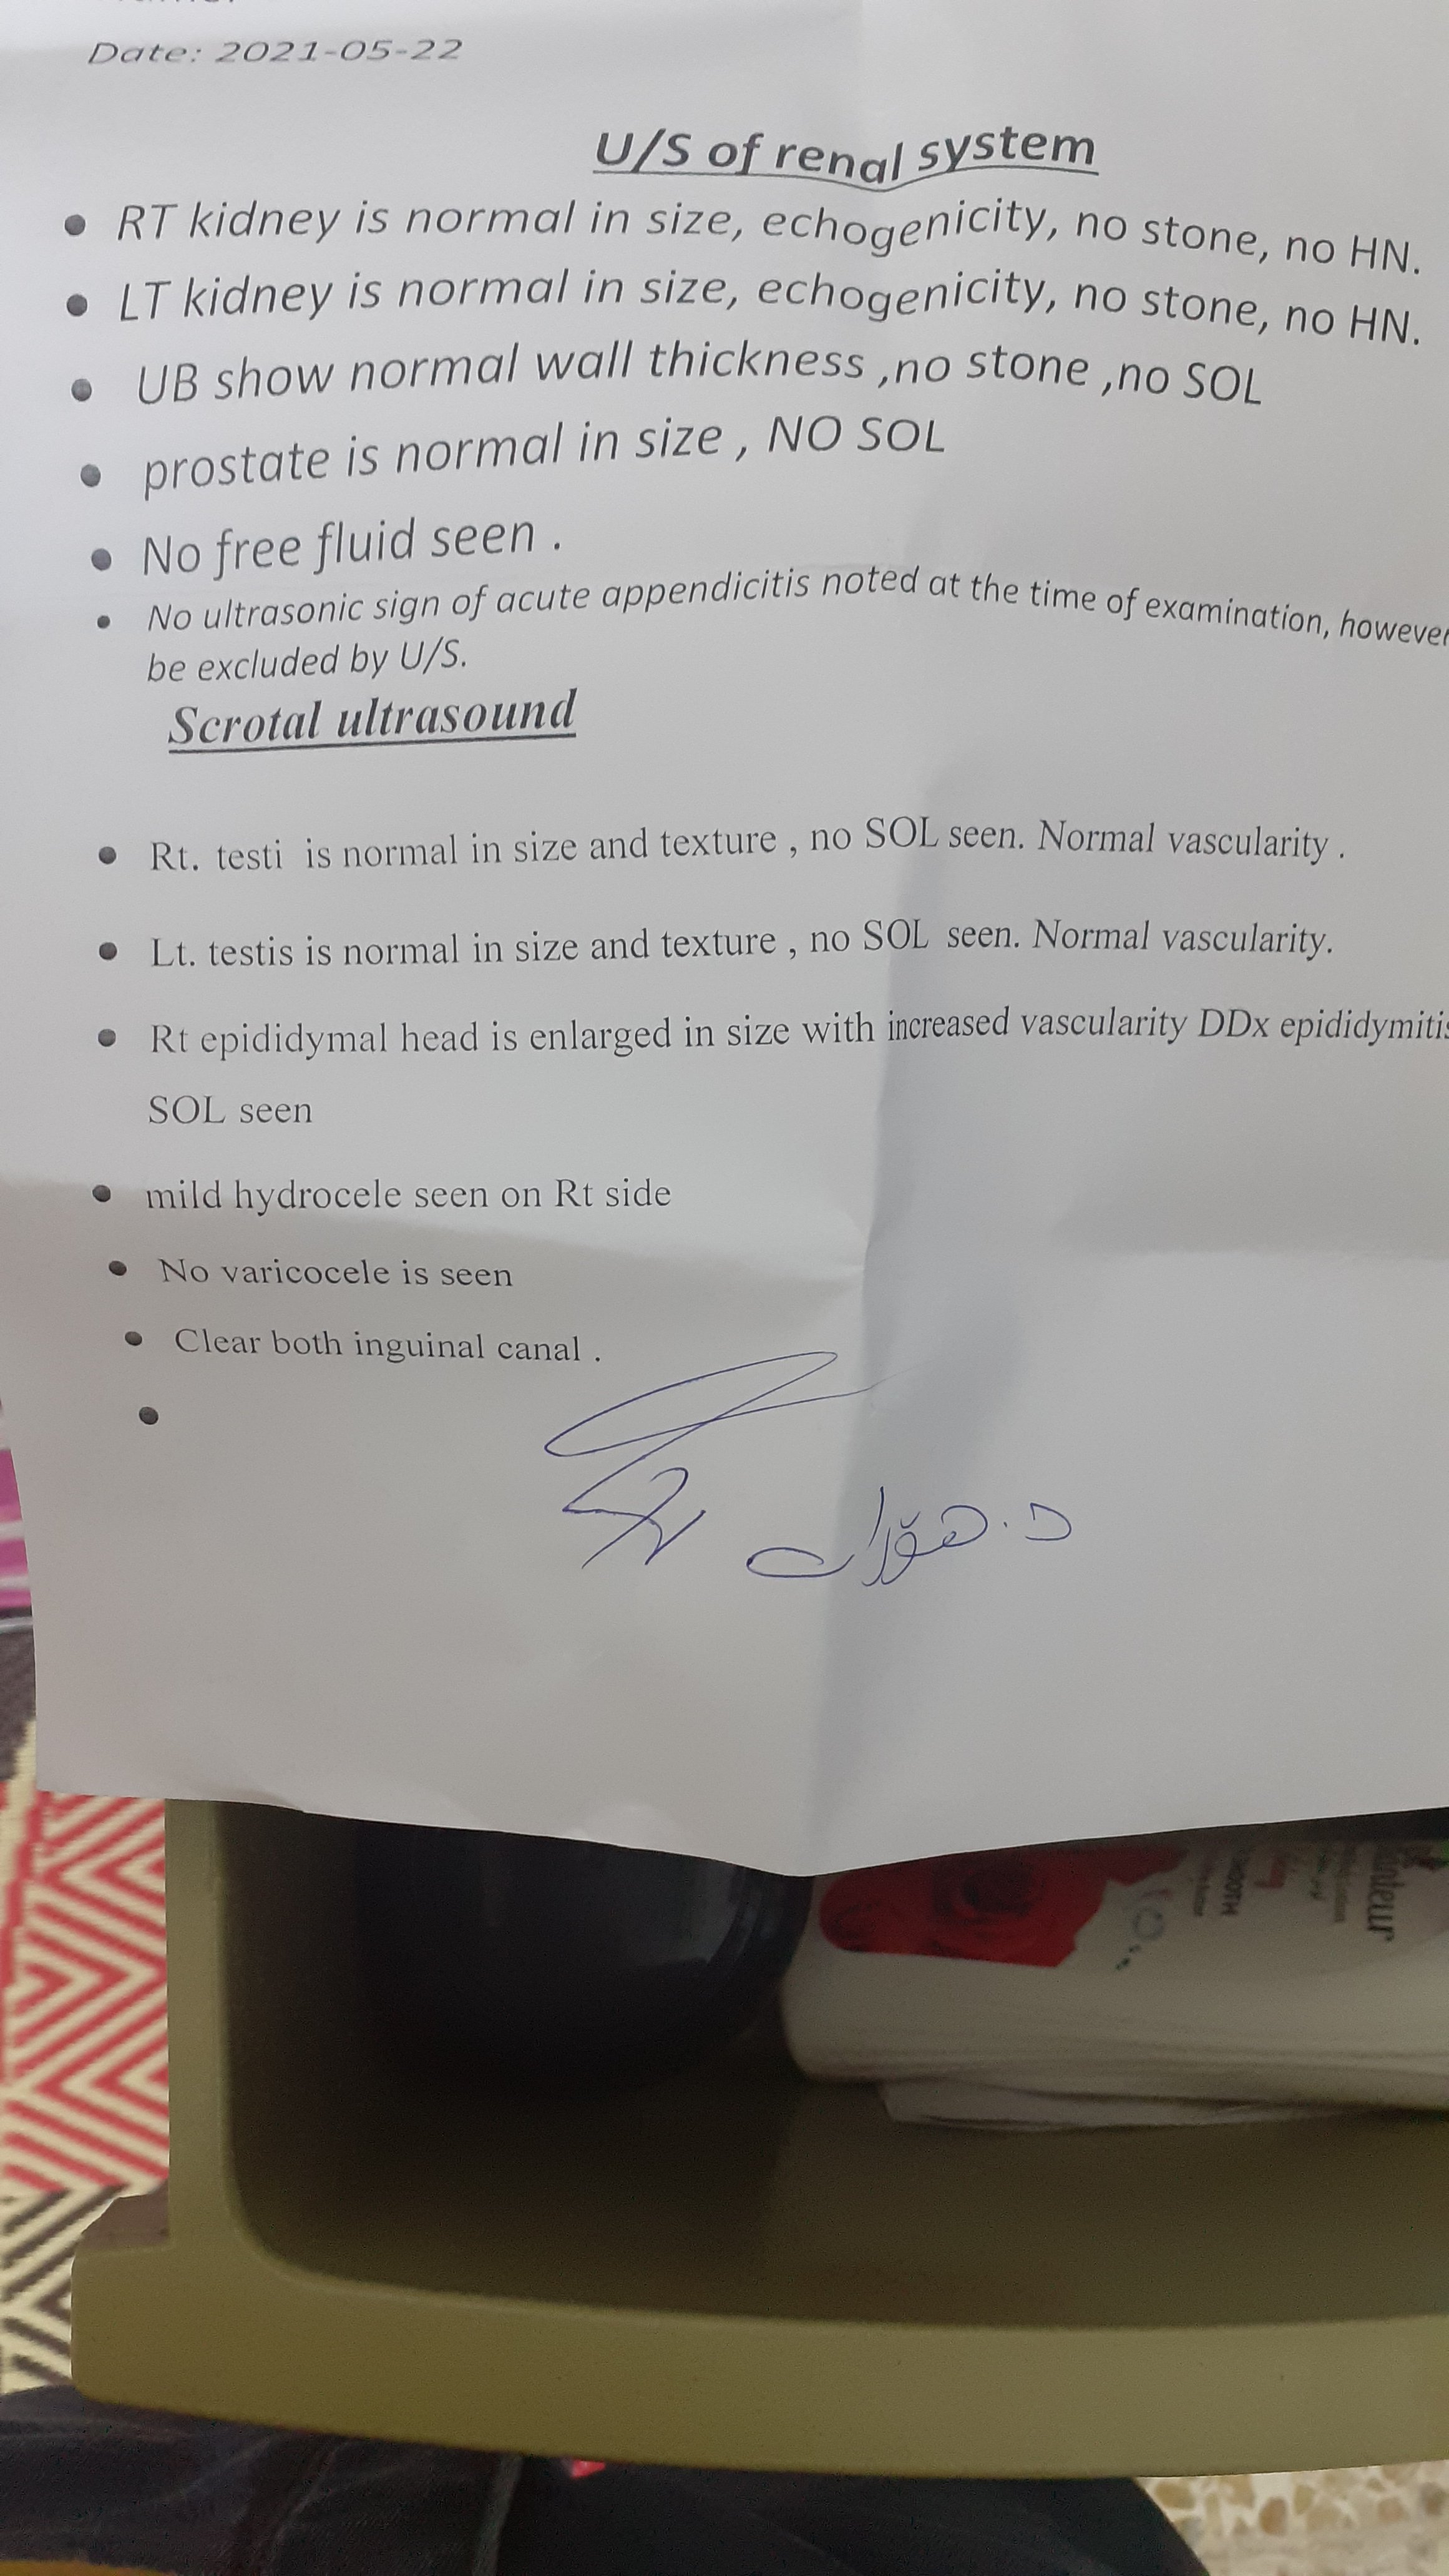 Date: 2021-05-22
U/S of renal system
• RT kidney is normal in size, echogenicity, no stone, no HN.
• LT kidney is normal in size, echogenicity, no stone, no HN.
• UB show normal wall thickness ,no stone ,no SOL
• prostate is normal in size , NO SOL
• No free fluid seen .
• No ultrasonic sign of acute appendicitis noted at the time of examination, however
be excluded by U/S.
Scrotal ultrasound
• Rt. testi is normal in size and texture , no SOL seen. Normal vascularity .
• Lt. testis is normal in size and texture , no SOL seen. Normal vascularity.
• Rt epididymal head is enlarged in size with increased vascularity DDx epididymitis
SOL seen
• mild hydrocele seen on Rt side
• No varicocele is seen
• Clear both inguinal canal .
•
د. هۆران